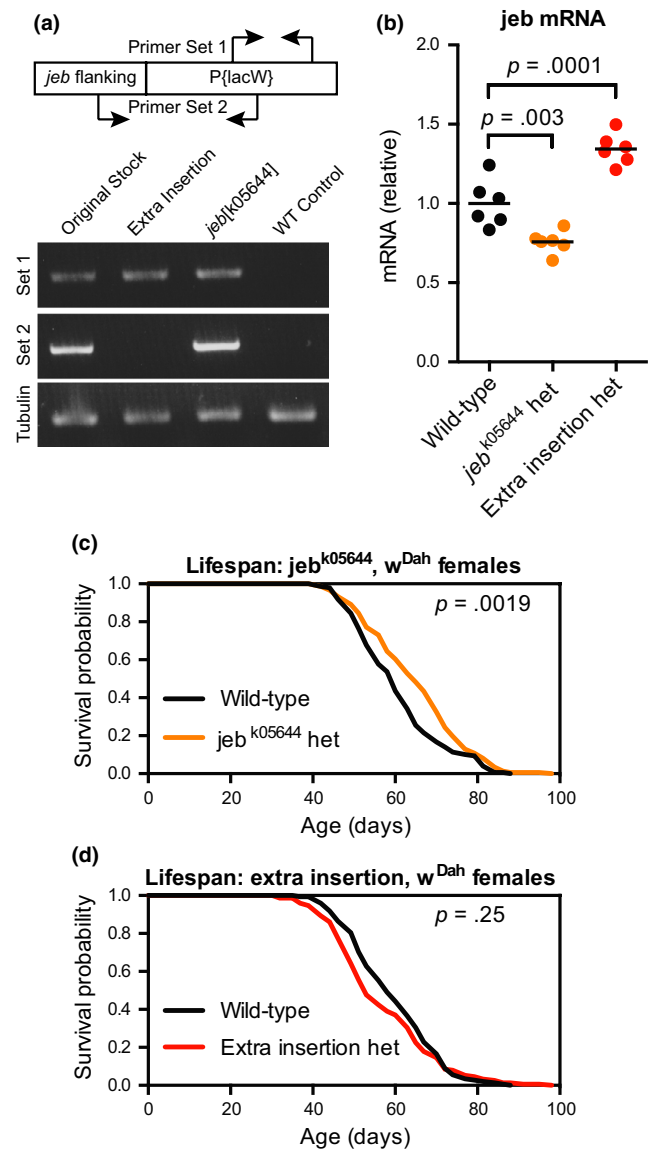 (a)
Primer Set 1
jeb flanking
P{lacW}
Primer Set 2
Original Stock
Extra Insertion
jeb[k05644]
WT Control
Set 1
Set 2
Tubulin
(b)
jeb mRNA
2.0
1.5
1.0
0.5
0.0
mRNA (relative)
p = .0001
p = .003
Wild-type
jeb k05644 het
Extra insertion het
(c)
Lifespan: jeb k05644, w Dah females
p = .0019
1.0
0.8
0.6
0.4
0.2
0.0
Survival probability
Wild-type
jeb k05644 het
0 20 40 60 80 100
Age (days)
(d)
Lifespan: extra insertion, w Dah females
p = .25
1.0
0.8
0.6
0.4
0.2
0.0
Survival probability
Wild-type
Extra insertion het
0 20 40 60 80 100
Age (days)